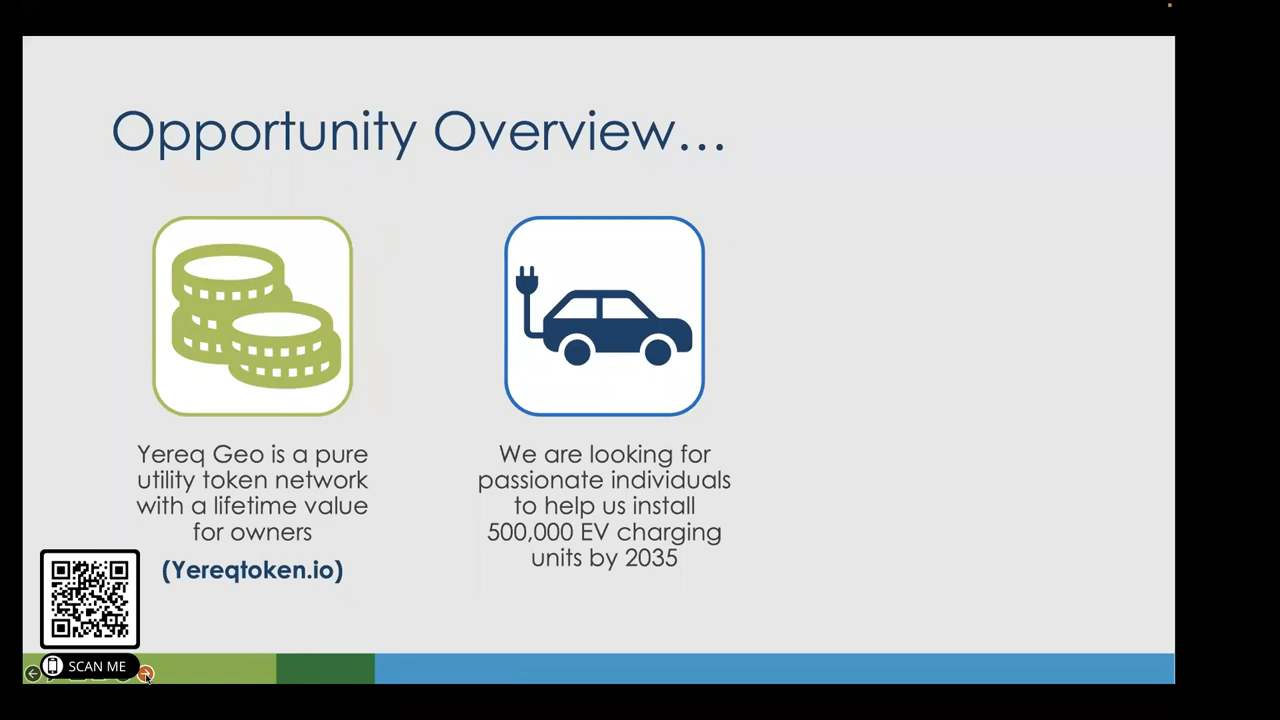 Opportunity Overview...
Yereq Geo is a pure
utility token network
with a lifetime value
for owners
(Yereqtoken.io)
We are looking for
passionate individuals
to help us install
500,000 EV charging
units by 2035
SCAN ME